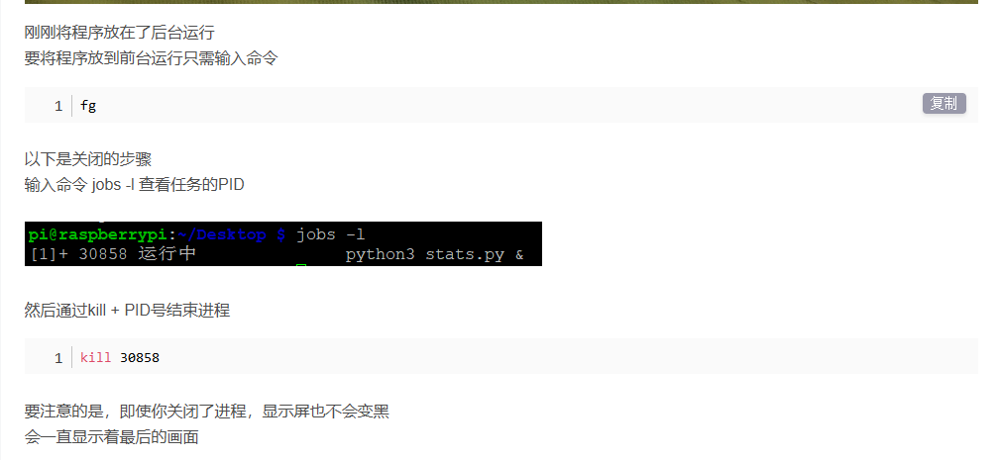 刚刚将程序放在了后台运行
要将程序放到前台运行只需输入命令
1 fg
复制
以下是关闭的步骤
输入命令 jobs -l 查看任务的PID
pi@raspberrypi:~/Desktop $ jobs -l
[1]+ 30858 运行中 python3 stats.py &
然后通过kill + PID号结束进程
1 kill 30858
要注意的是，即使你关闭了进程，显示屏也不会变黑
会一直显示着最后的画面